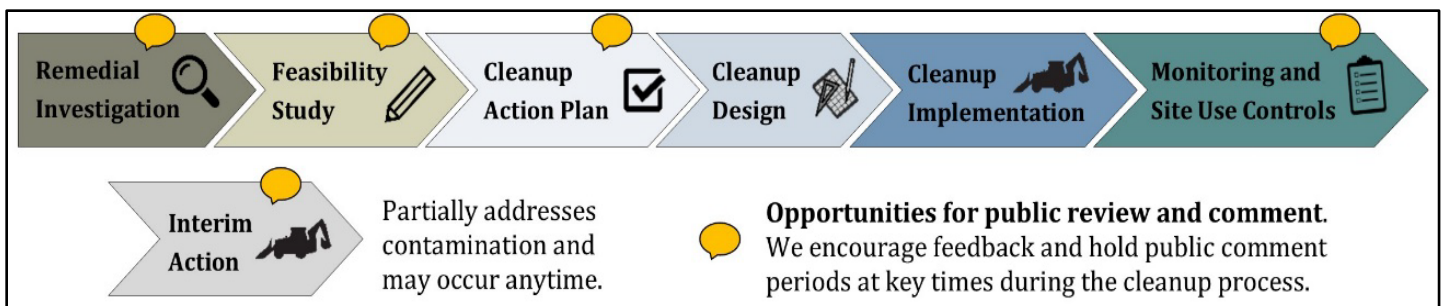 Remedial
Investigation
Feasibility
Study
Cleanup
Action Plan
Cleanup
Design
Cleanup
Implementation
Monitoring and
Site Use Controls
Interim
Action
Partially addresses
contamination and
may occur anytime.
Opportunities for public review and comment.
We encourage feedback and hold public comment
periods at key times during the cleanup process.